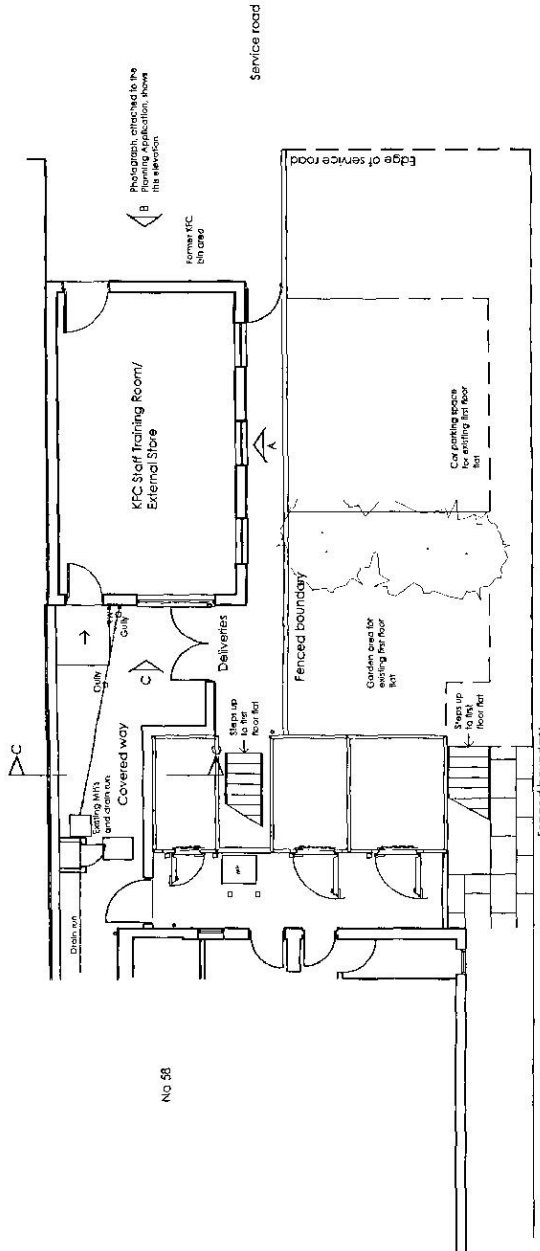 Service road
Photograph, attached to the
Planning Application, shows
this elevation
B
Former KFC
bin area
Edge of service road
KFC Staff Training Room/
External Store
A
Car parking space
for existing first floor
flat
Fenced boundary
Garden area for
existing first floor
flat
Gully
Gully
C
Deliveries
C
C
Covered way
Existing MH's
and drain run
Steps up
to first
floor flat
Steps up
to first
floor flat
Drain run
No 58